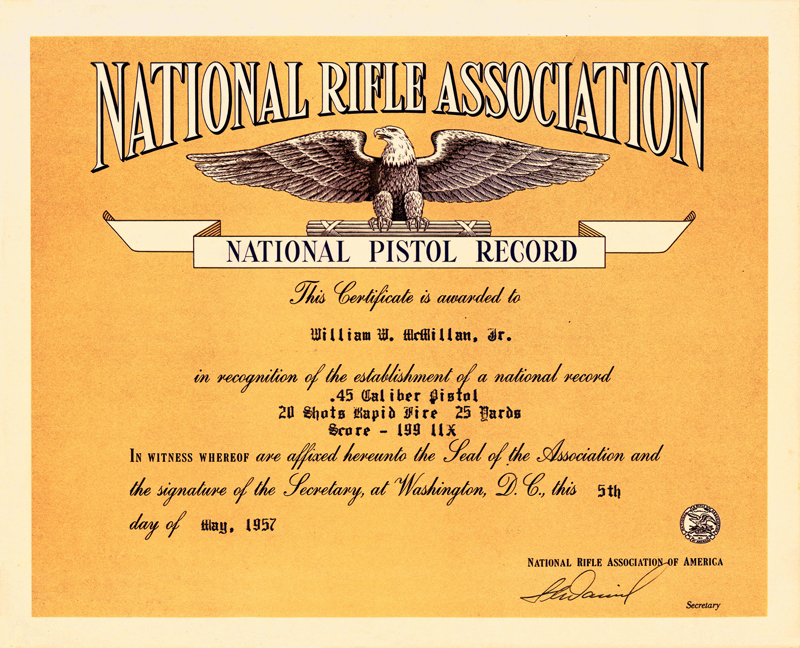 NATIONAL RIFLE ASSOCIATION
NATIONAL PISTOL RECORD
This Certificate is awarded to
William W. McMillan, Jr.
in recognition of the establishment of a national record
.45 Caliber Pistol
20 Shots Rapid Fire 25 Yards
Score - 199 11X
IN WITNESS WHEREOF are affixed hereunto the Seal of the Association and
the signature of the Secretary, at Washington, D.C., this 5th
day of May, 1957
NATIONAL RIFLE ASSOCIATION OF AMERICA
Secretary